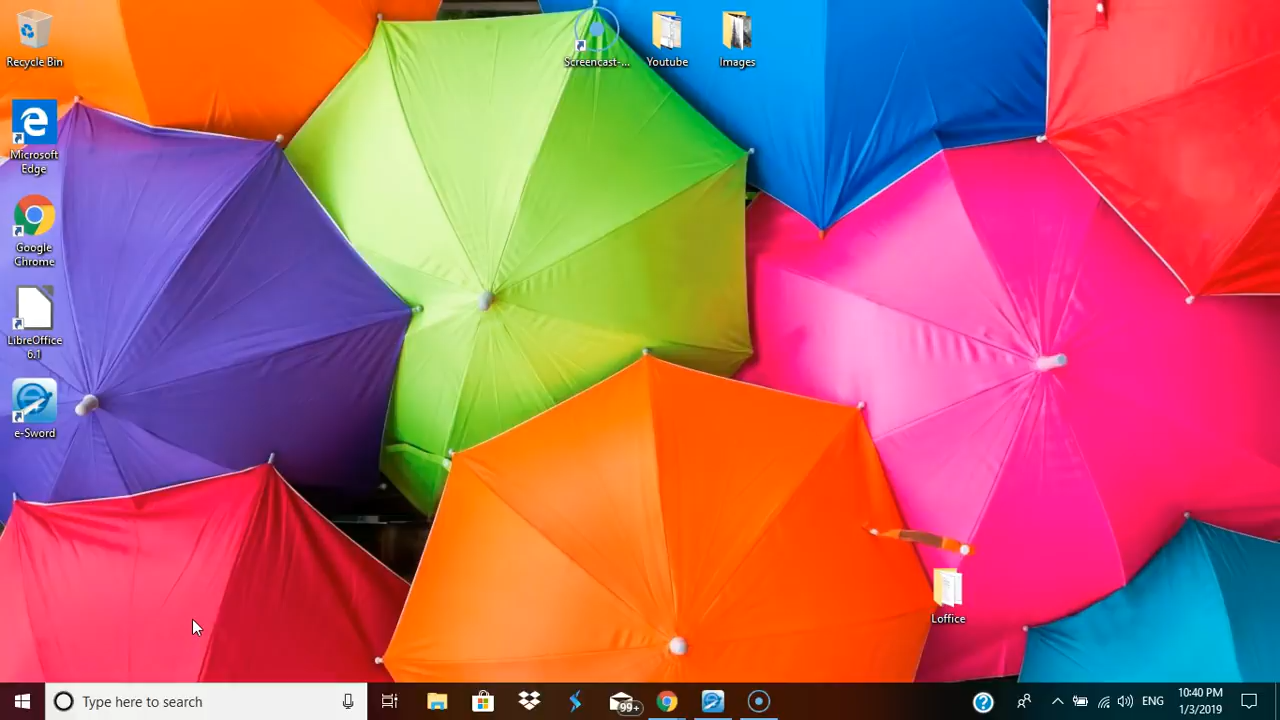 Recycle Bin
Screencast-...
Youtube
Images
Microsoft
Edge
Google
Chrome
LibreOffice
6.1
e-Sword
Loffice
Type here to search
99+
ENG
10:40 PM
1/3/2019